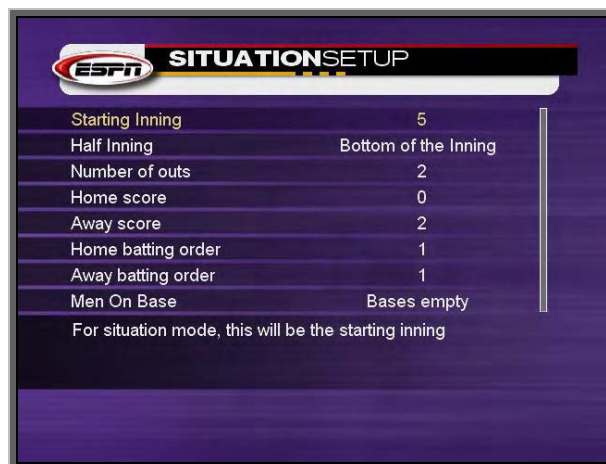 ESPN
SITUATIONSETUP
Starting Inning 5
Half Inning Bottom of the Inning
Number of outs 2
Home score 0
Away score 2
Home batting order 1
Away batting order 1
Men On Base Bases empty
For situation mode, this will be the starting inning